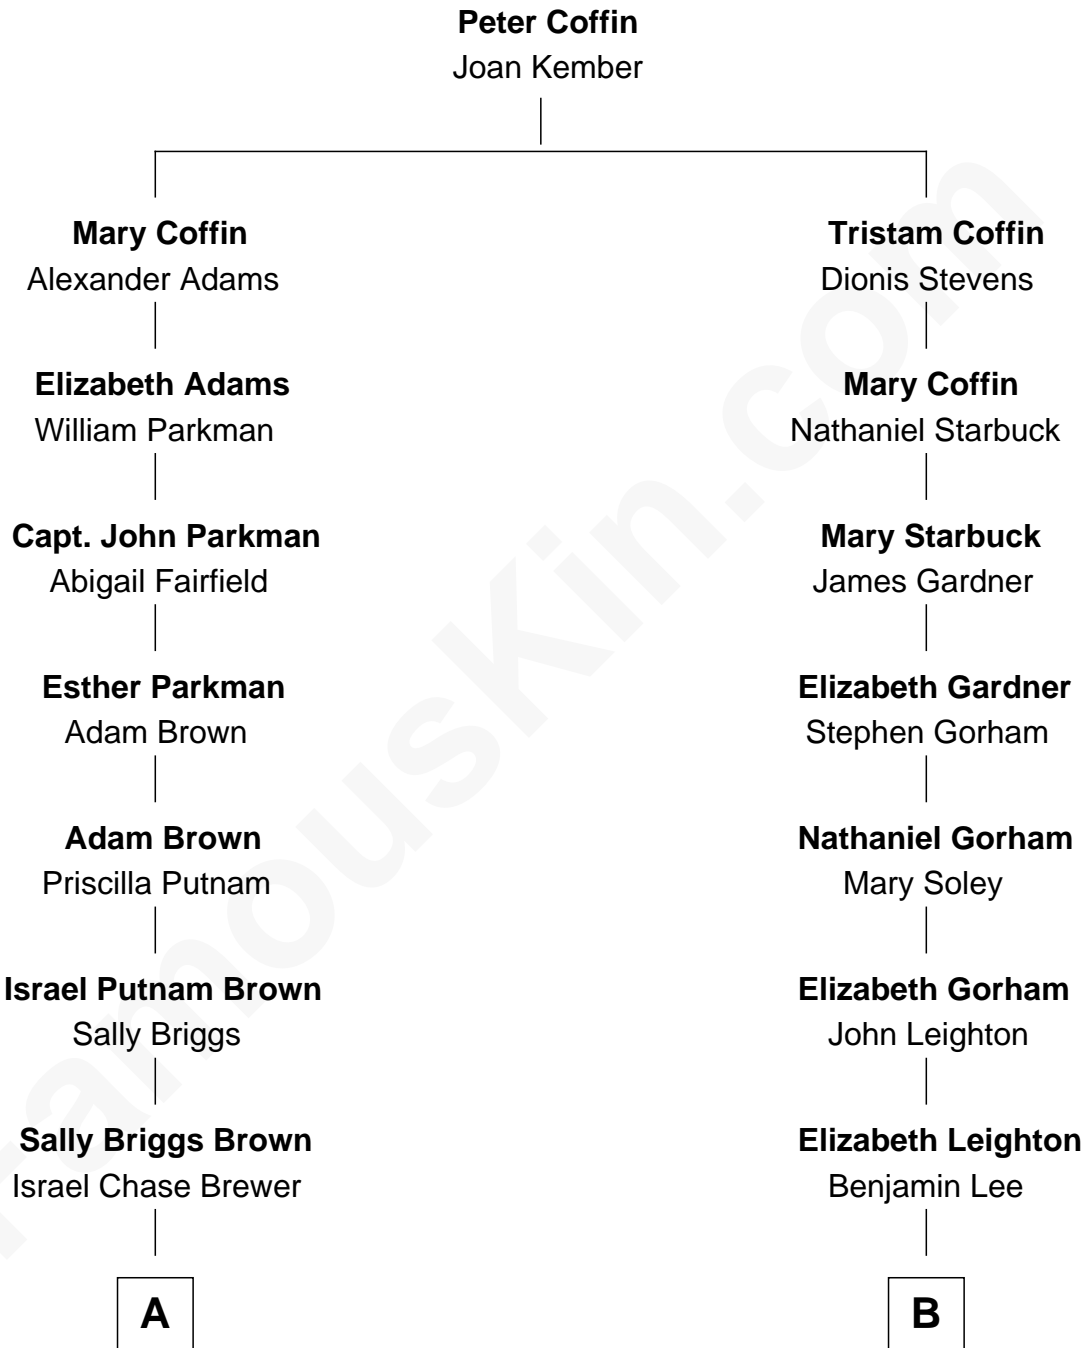 Peter Coffin
Joan Kember
Mary Coffin
Alexander Adams
Tristam Coffin
Dionis Stevens
Elizabeth Adams
William Parkman
Mary Coffin
Nathaniel Starbuck
Capt. John Parkman
Abigail Fairfield
Mary Starbuck
James Gardner
Esther Parkman
Adam Brown
Elizabeth Gardner
Stephen Gorham
Adam Brown
Priscilla Putnam
Nathaniel Gorham
Mary Soley
Israel Putnam Brown
Sally Briggs
Elizabeth Gorham
John Leighton
Sally Briggs Brown
Israel Chase Brewer
Elizabeth Leighton
Benjamin Lee
A
B
FamousKin.com